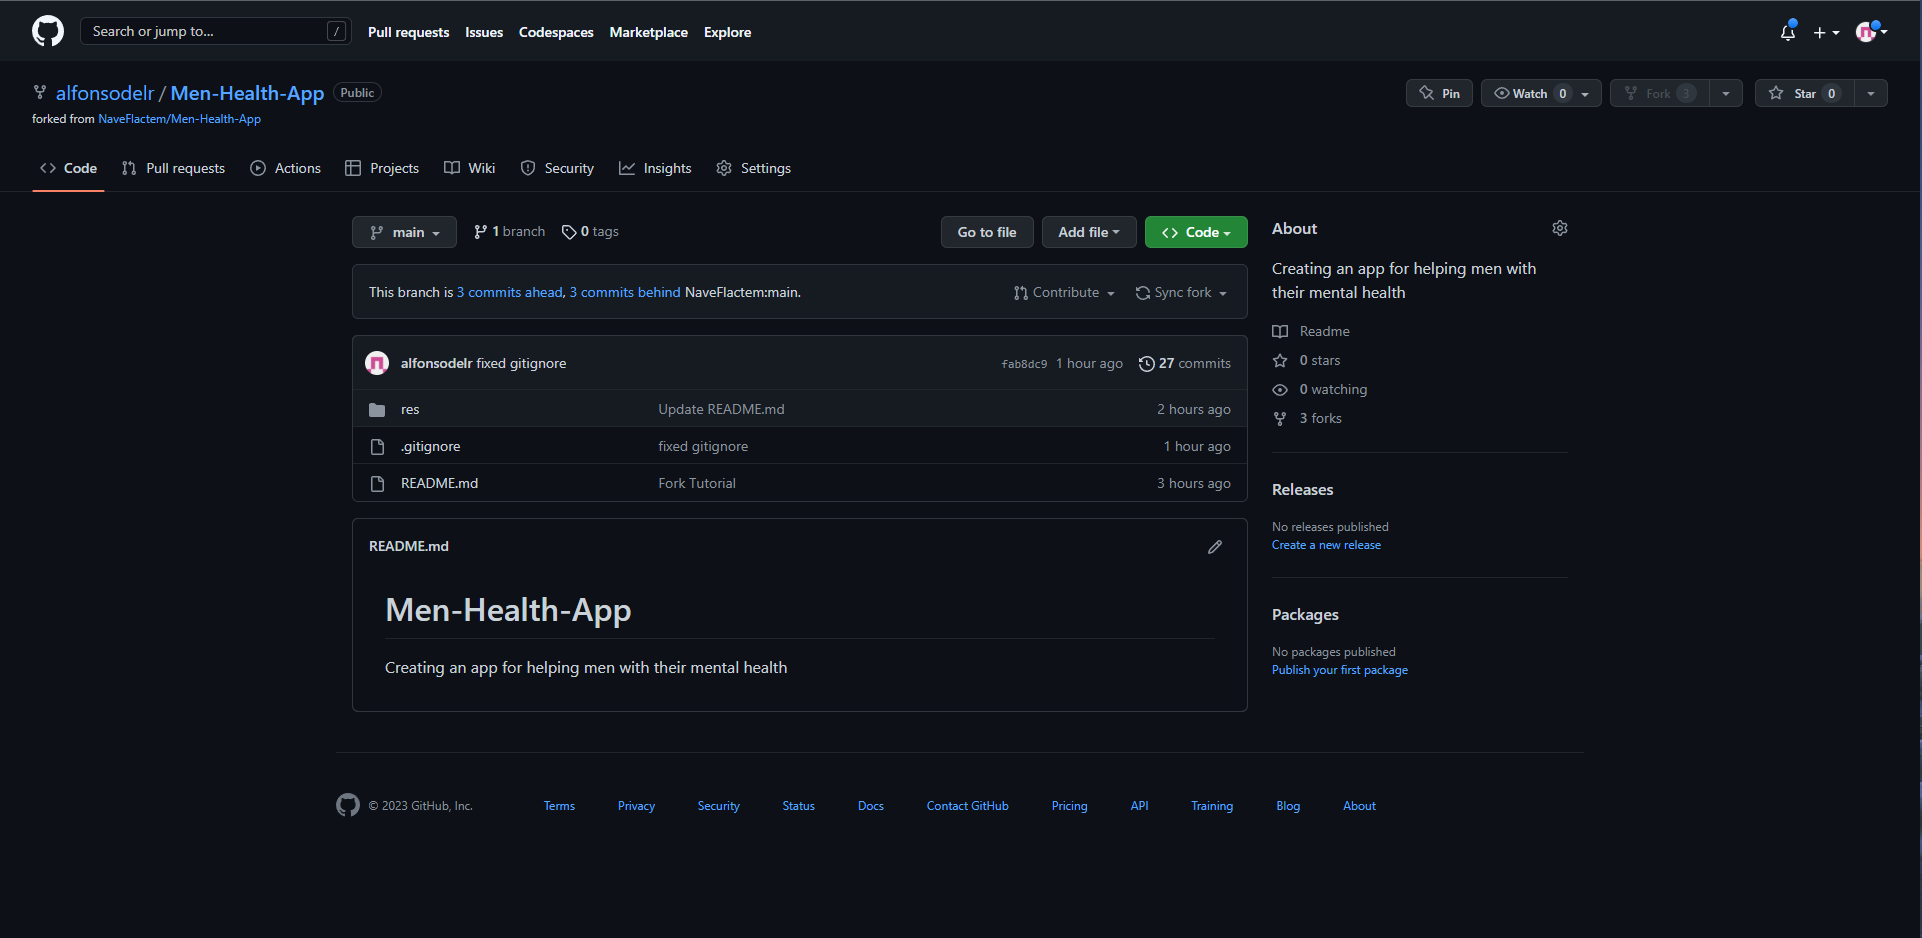 Search or jump to... /
Pull requests Issues Codespaces Marketplace Explore
alfonsodelr / Men-Health-App Public
forked from NaveFlactem/Men-Health-App
Pin Watch 0 Fork 3 Star 0
Code Pull requests Actions Projects Wiki Security Insights Settings
main 1 branch 0 tags Go to file Add file Code
This branch is 3 commits ahead, 3 commits behind NaveFlactem:main. Contribute Sync fork
alfonsodelr fixed gitignore fab8dc9 1 hour ago 27 commits
res Update README.md 2 hours ago
.gitignore fixed gitignore 1 hour ago
README.md Fork Tutorial 3 hours ago
README.md
Men-Health-App
Creating an app for helping men with their mental health
About
Creating an app for helping men with
their mental health
Readme
0 stars
0 watching
3 forks
Releases
No releases published
Create a new release
Packages
No packages published
Publish your first package
© 2023 GitHub, Inc. Terms Privacy Security Status Docs Contact GitHub Pricing API Training Blog About